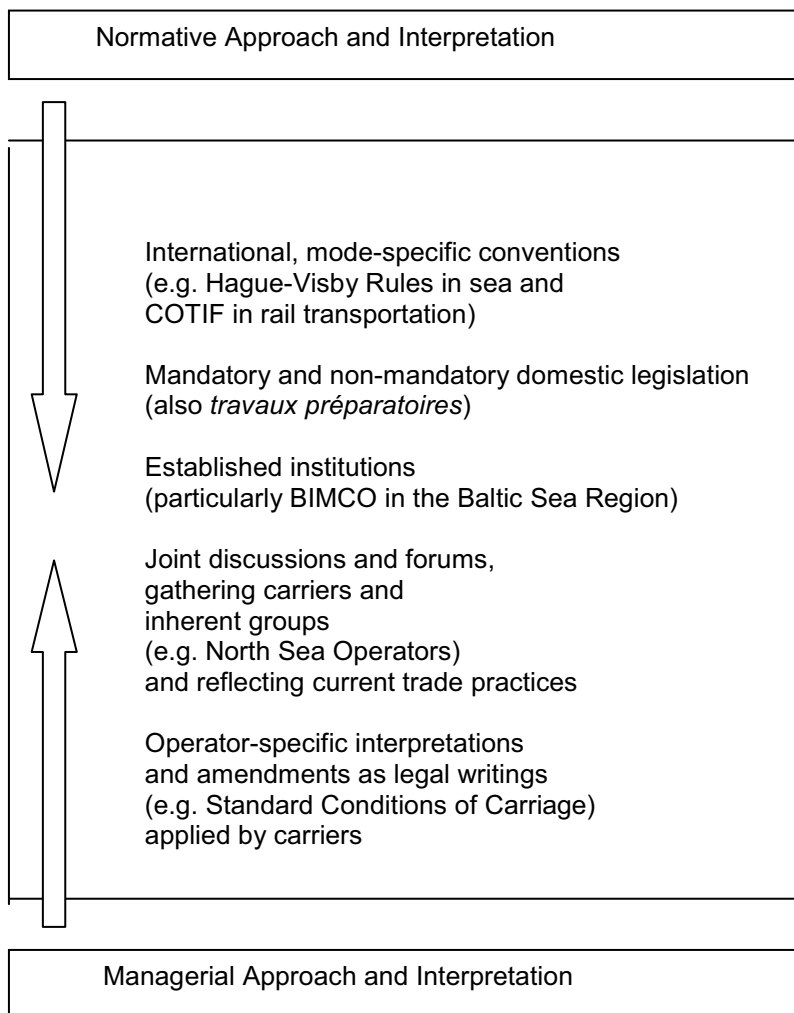 Normative Approach and Interpretation
International, mode-specific conventions
(e.g. Hague-Visby Rules in sea and
COTIF in rail transportation)
Mandatory and non-mandatory domestic legislation
(also travaux préparatoires)
Established institutions
(particularly BIMCO in the Baltic Sea Region)
Joint discussions and forums,
gathering carriers and
inherent groups
(e.g. North Sea Operators)
and reflecting current trade practices
Operator-specific interpretations
and amendments as legal writings
(e.g. Standard Conditions of Carriage)
applied by carriers
Managerial Approach and Interpretation